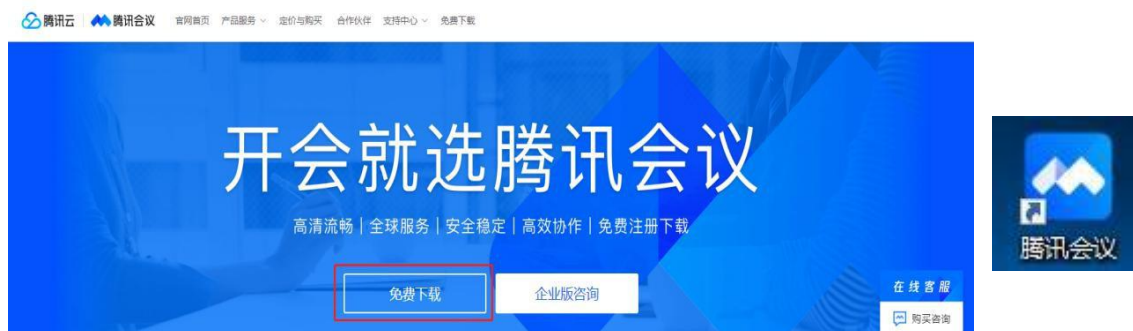 腾讯云 腾讯会议 官网首页 产品服务 定价与购买 合作伙伴 支持中心 免费下载
开会就选腾讯会议
高清流畅｜全球服务｜安全稳定｜高效协作｜免费注册下载
免费下载 企业版咨询
在线客服
购买咨询
腾讯会议